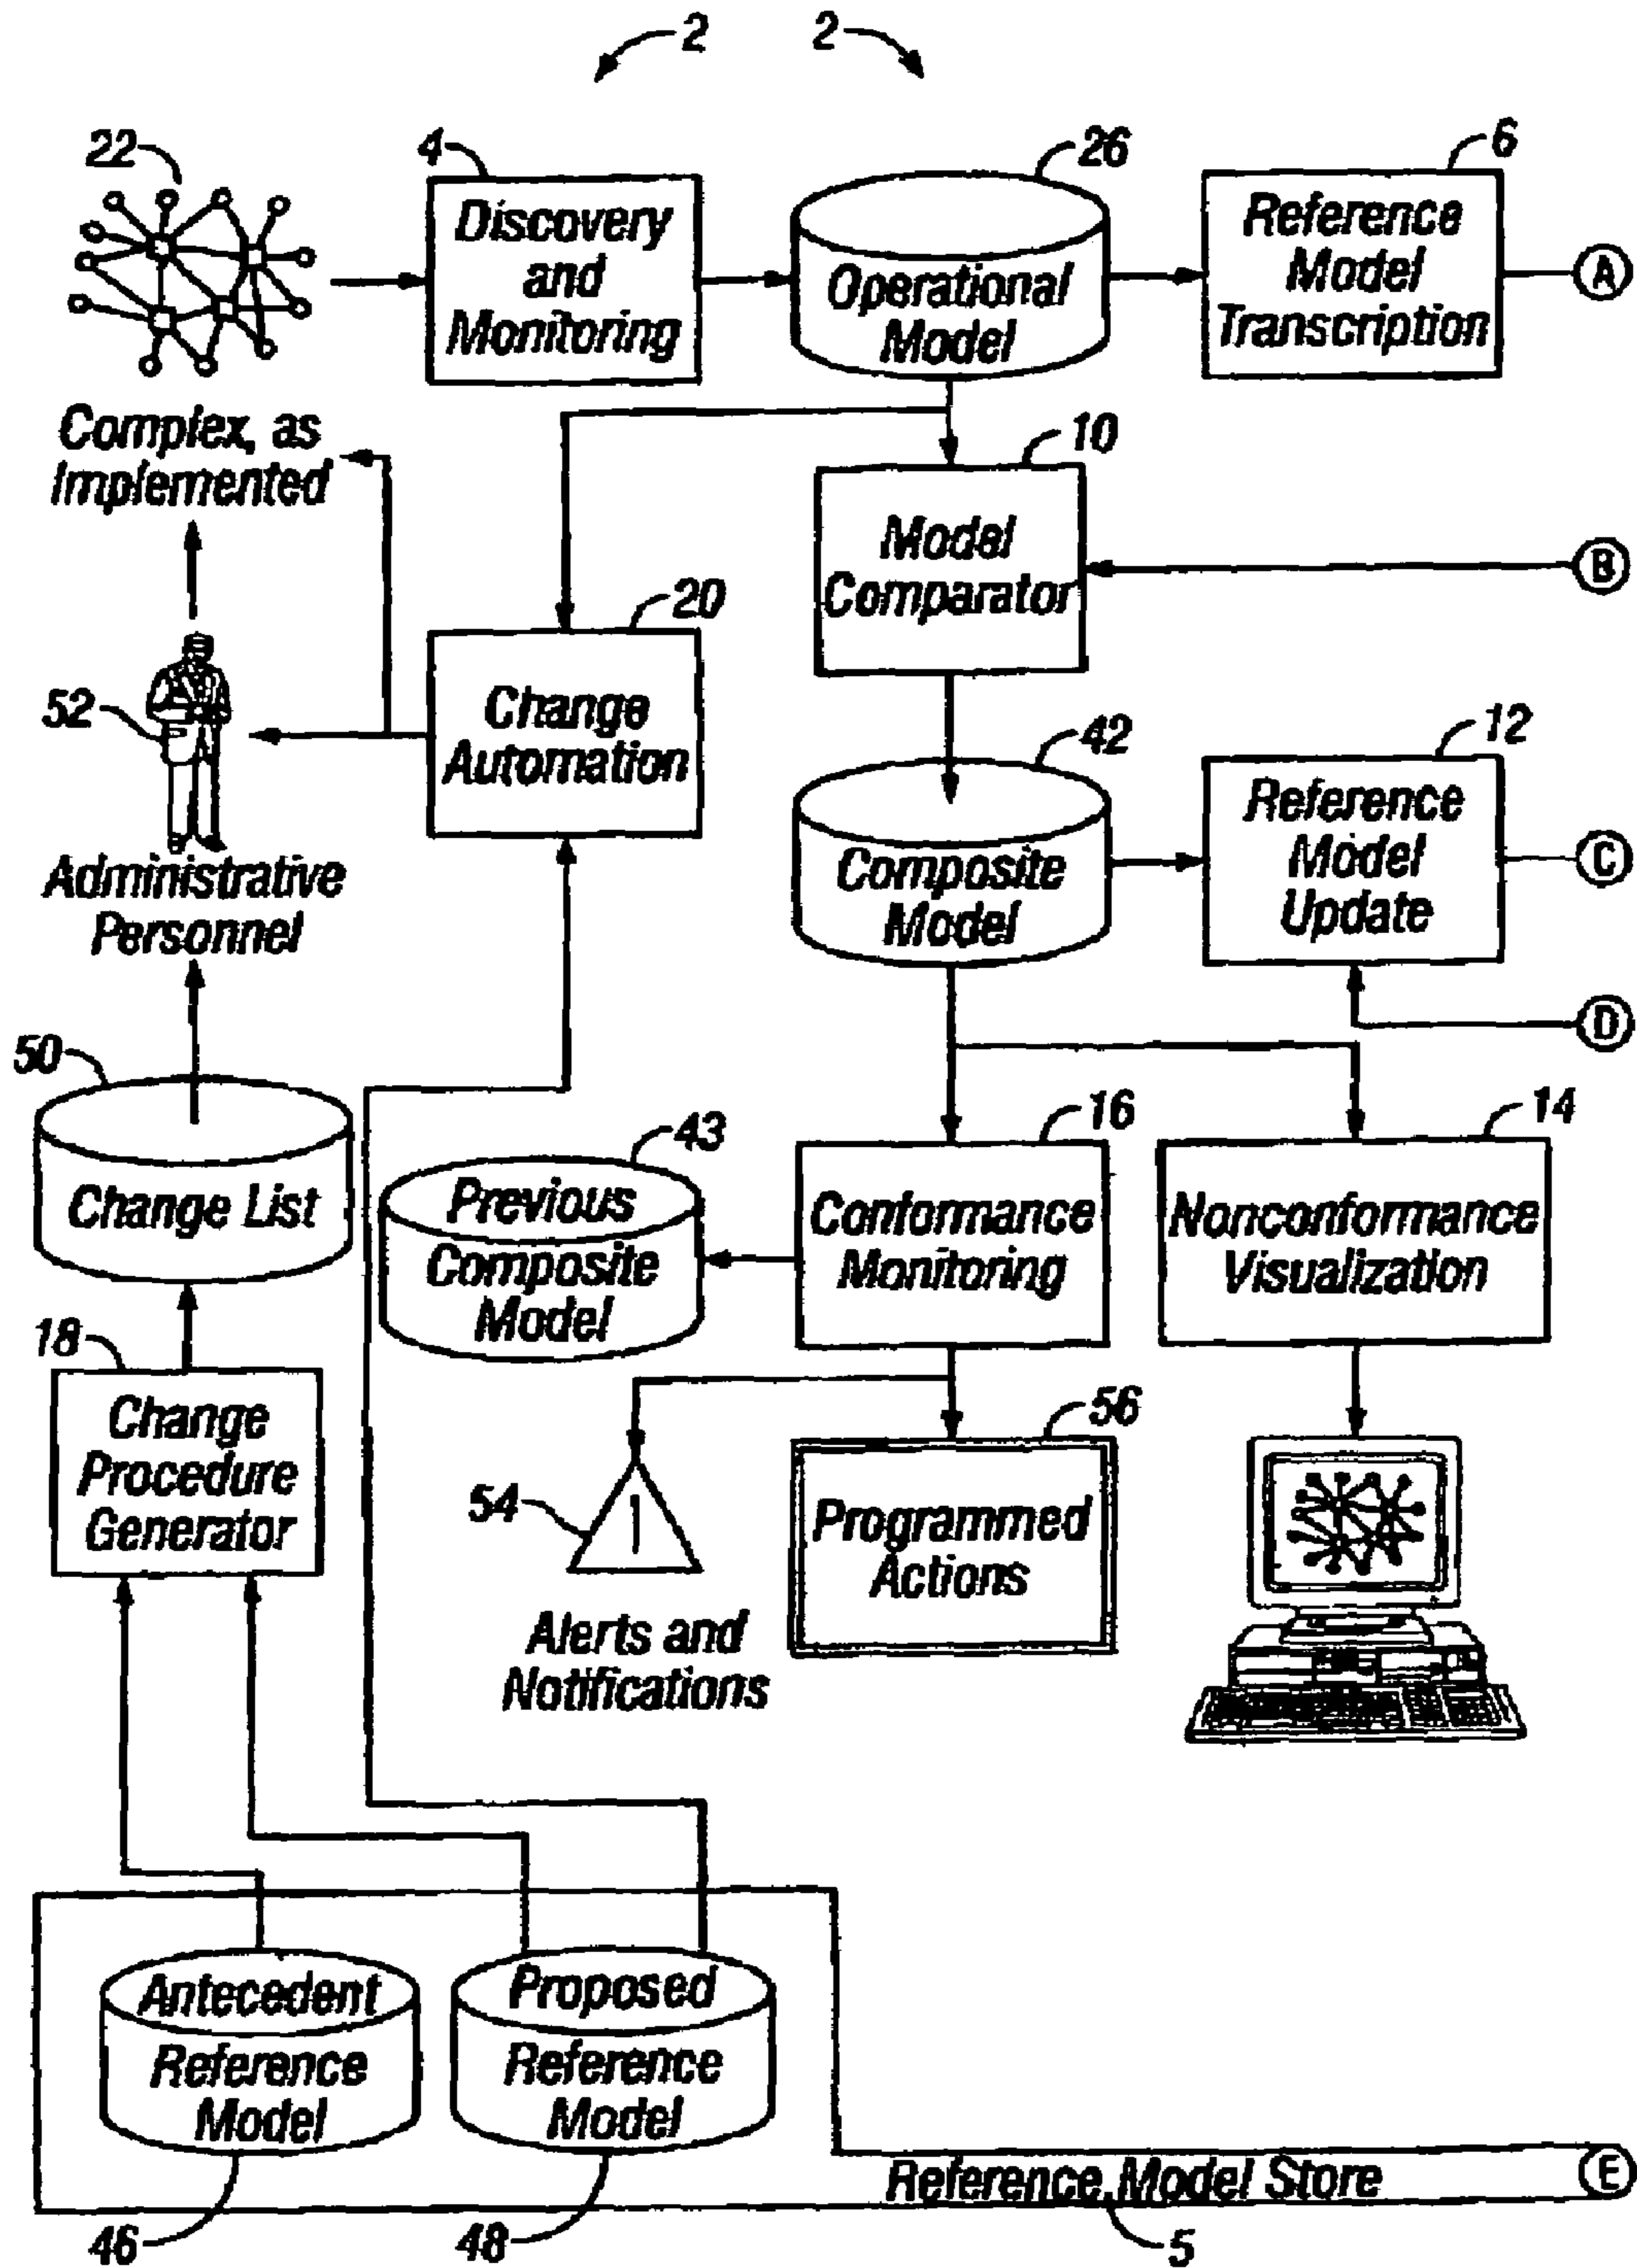 2
2
22
4
26
6
Discovery
and
Monitoring
Operational
Model
Reference
Model
Transcription
A
Complex, as
Implemented
10
Model
Comparator
B
20
52
Change
Automation
42
12
Composite
Model
Reference
Model
Update
C
Administrative
Personnel
D
50
Change List
43
Previous
Composite
Model
16
Conformance
Monitoring
14
Nonconformance
Visualization
18
Change
Procedure
Generator
54
Alerts and
Notifications
56
Programmed
Actions
Antecedent
Reference
Model
Proposed
Reference
Model
Reference Model Store
E
46
48
5